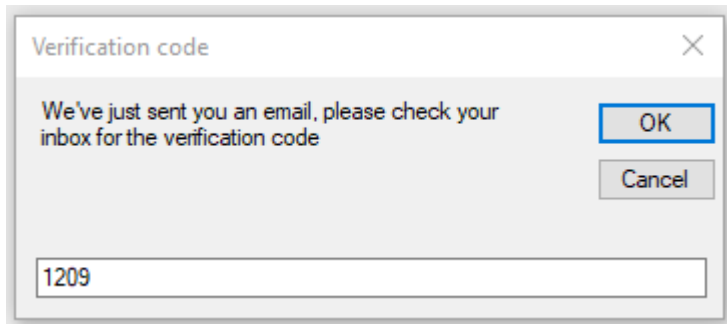 Verification code
We've just sent you an email, please check your
inbox for the verification code
OK
Cancel
1209